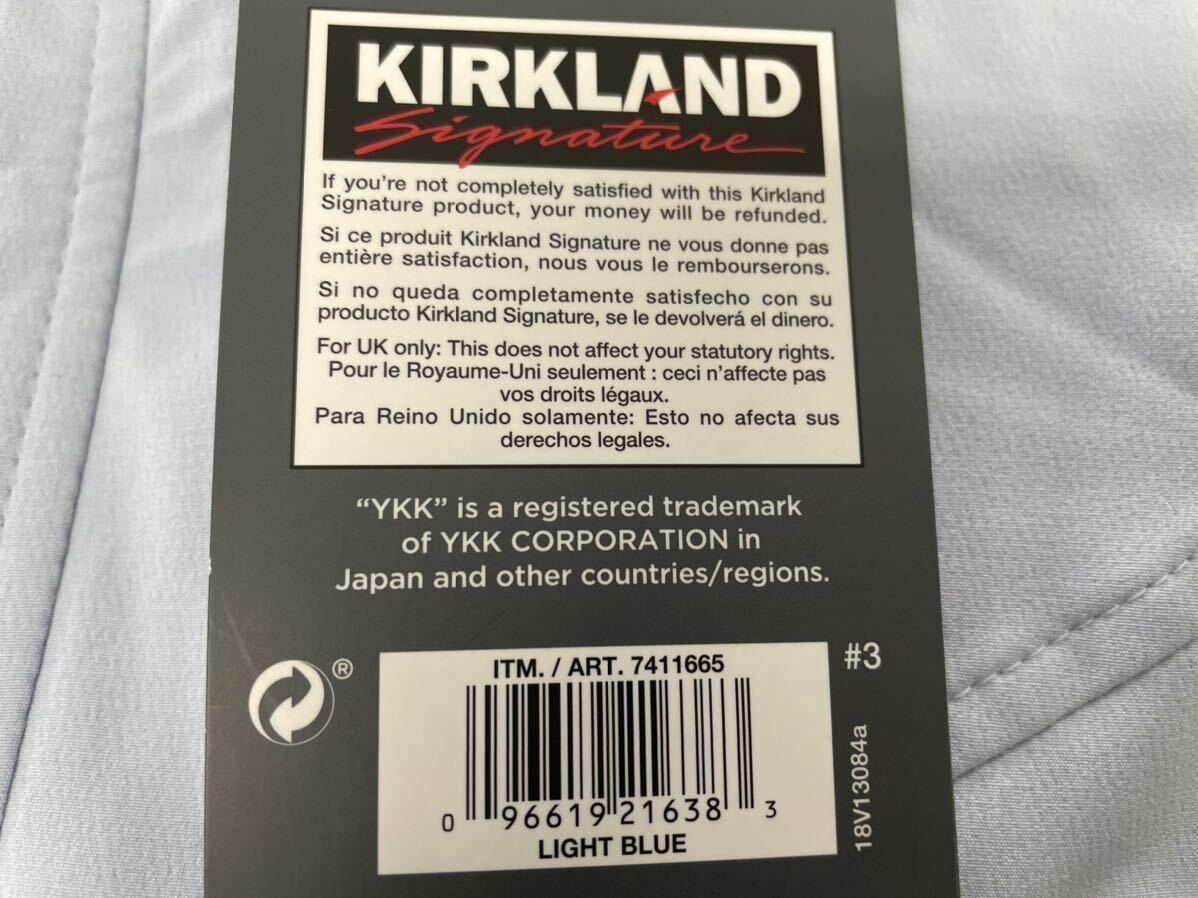 KIRKLAND
Signature
If you're not completely satisfied with this Kirkland
Signature product, your money will be refunded.
Si ce produit Kirkland Signature ne vous donne pas
entière satisfaction, nous vous le rembourserons.
Si no queda completamente satisfecho con su
producto Kirkland Signature, se le devolverá el dinero.
For UK only: This does not affect your statutory rights.
Pour le Royaume-Uni seulement : ceci n'affecte pas
vos droits légaux.
Para Reino Unido solamente: Esto no afecta sus
derechos legales.
“YKK” is a registered trademark
of YKK CORPORATION in
Japan and other countries/regions.
®
ITM. / ART. 7411665
0 96619 21638 3
LIGHT BLUE
#3
18V13084a